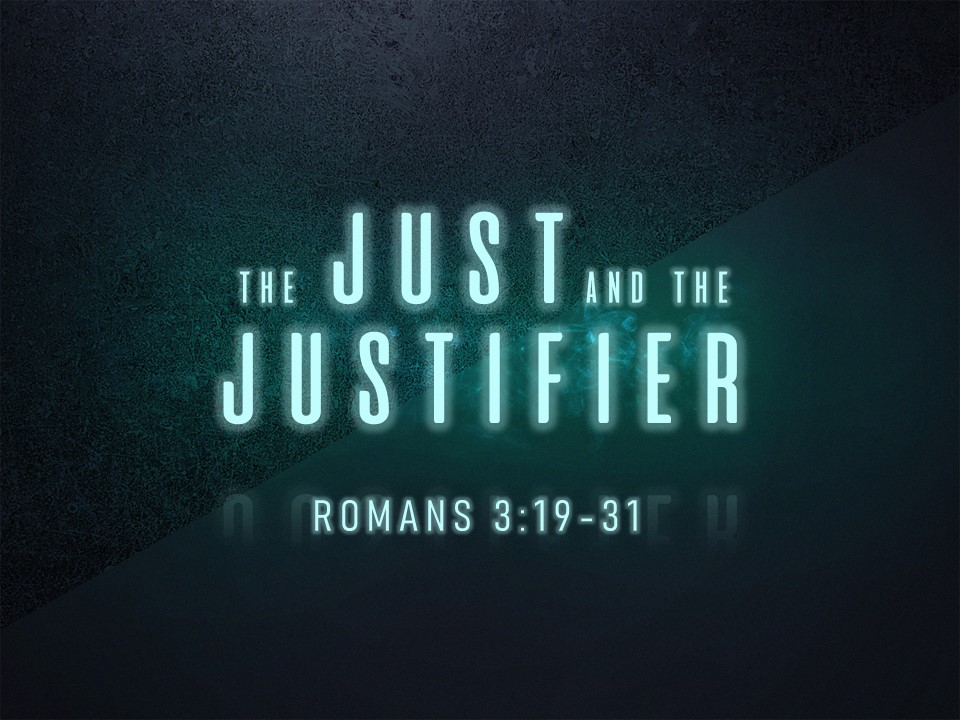 THE JUST AND THE
JUSTIFIER
ROMANS 3:19-31